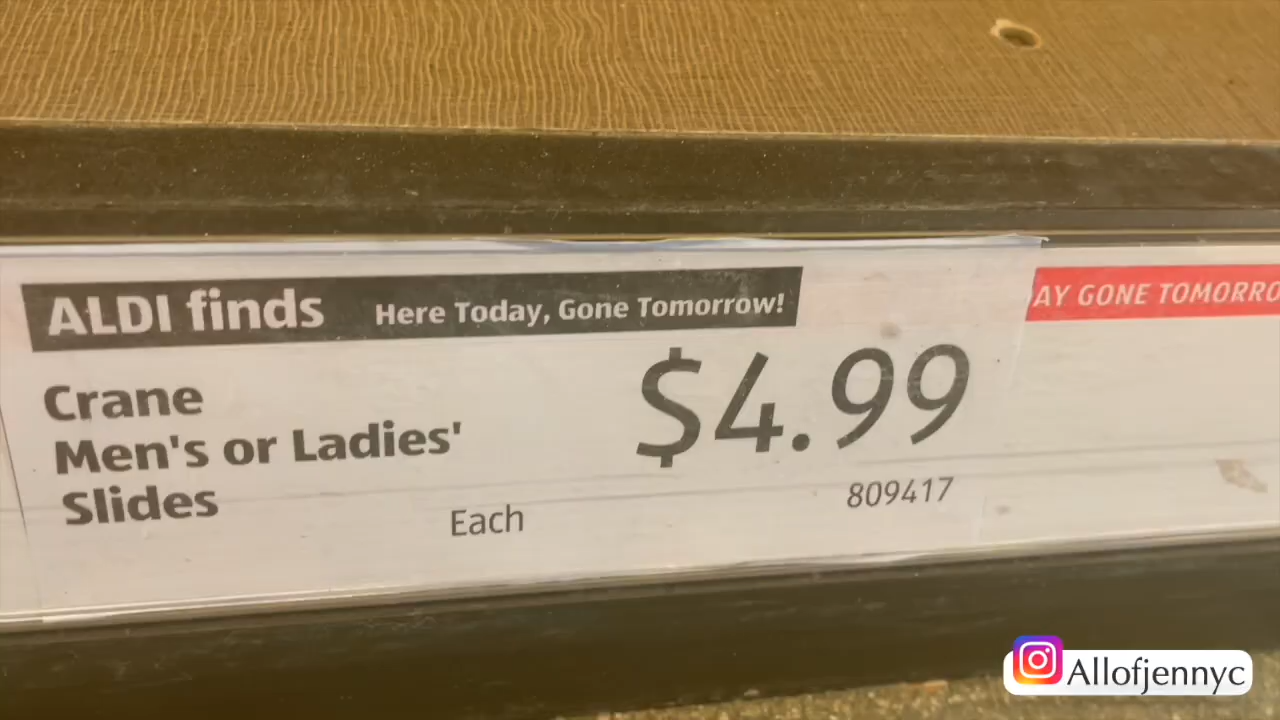 ALDI finds Here Today, Gone Tomorrow!
AY GONE TOMORRO
Crane
Men's or Ladies'
Slides
$4.99
Each
809417
Allofjennyc